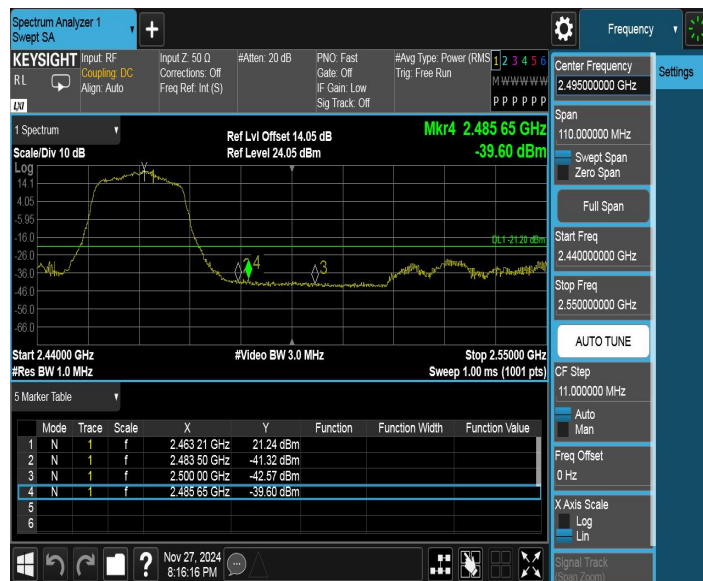 Spectrum Analyzer 1
Swept SA
+
Frequency
KEYSIGHT
Input: RF
Input Z: 50 Ω
#Atten: 20 dB
PNO: Fast
#Avg Type: Power (RMS
1 2 3 4 5 6
RL
Coupling: DC
Corrections: Off
Gate: Off
Trig: Free Run
M W W W W W
Align: Auto
Freq Ref: Int (S)
IF Gain: Low
P P P P P P
Sig Track: Off
LXI
Center Frequency
2.495000000 GHz
Settings
Span
110.000000 MHz
Swept Span
Zero Span
Full Span
Start Freq
2.440000000 GHz
Stop Freq
2.550000000 GHz
AUTO TUNE
CF Step
11.000000 MHz
Auto
Man
Freq Offset
0 Hz
X Axis Scale
Log
Lin
Signal Track
(Span Zoom)
1 Spectrum
Ref Lvl Offset 14.05 dB
Mkr4 2.485 65 GHz
Scale/Div 10 dB
Ref Level 24.05 dBm
-39.60 dBm
Log
14.1
4.05
-5.95
-16.0
DL1 -21.20 dBm
-26.0
4
3
-36.0
-46.0
-56.0
-66.0
Start 2.44000 GHz
#Video BW 3.0 MHz
Stop 2.55000 GHz
#Res BW 1.0 MHz
Sweep 1.00 ms (1001 pts)
5 Marker Table
Mode Trace Scale X Y Function Function Width Function Value
1 N 1 f 2.463 21 GHz 21.24 dBm
2 N 1 f 2.483 50 GHz -41.32 dBm
3 N 1 f 2.500 00 GHz -42.57 dBm
4 N 1 f 2.485 65 GHz -39.60 dBm
5
6
?
Nov 27, 2024
8:16:16 PM